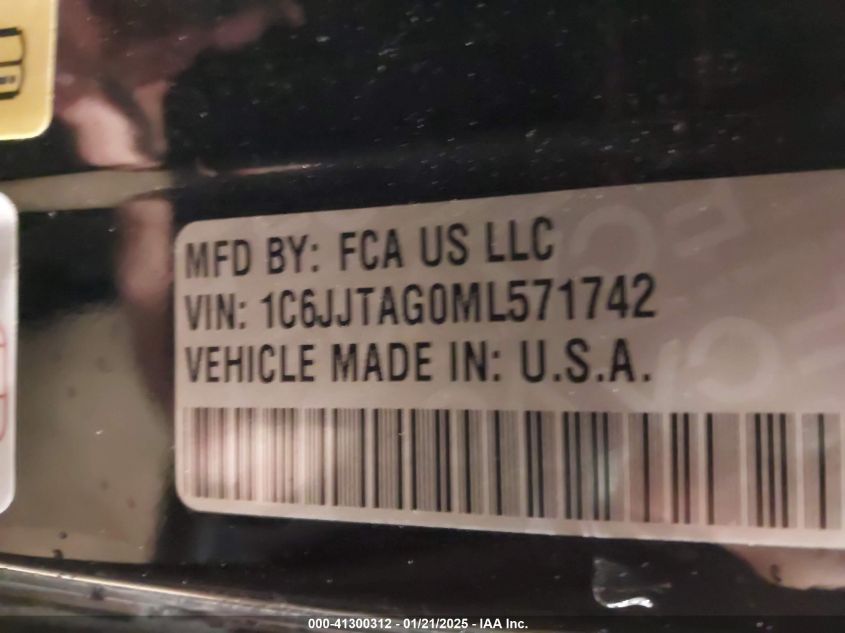 MFD BY: FCA US LLC
VIN: 1C6JJTAG0ML571742
VEHICLE MADE IN: U.S.A.
000-41300312 - 01/21/2025 - IAA Inc.